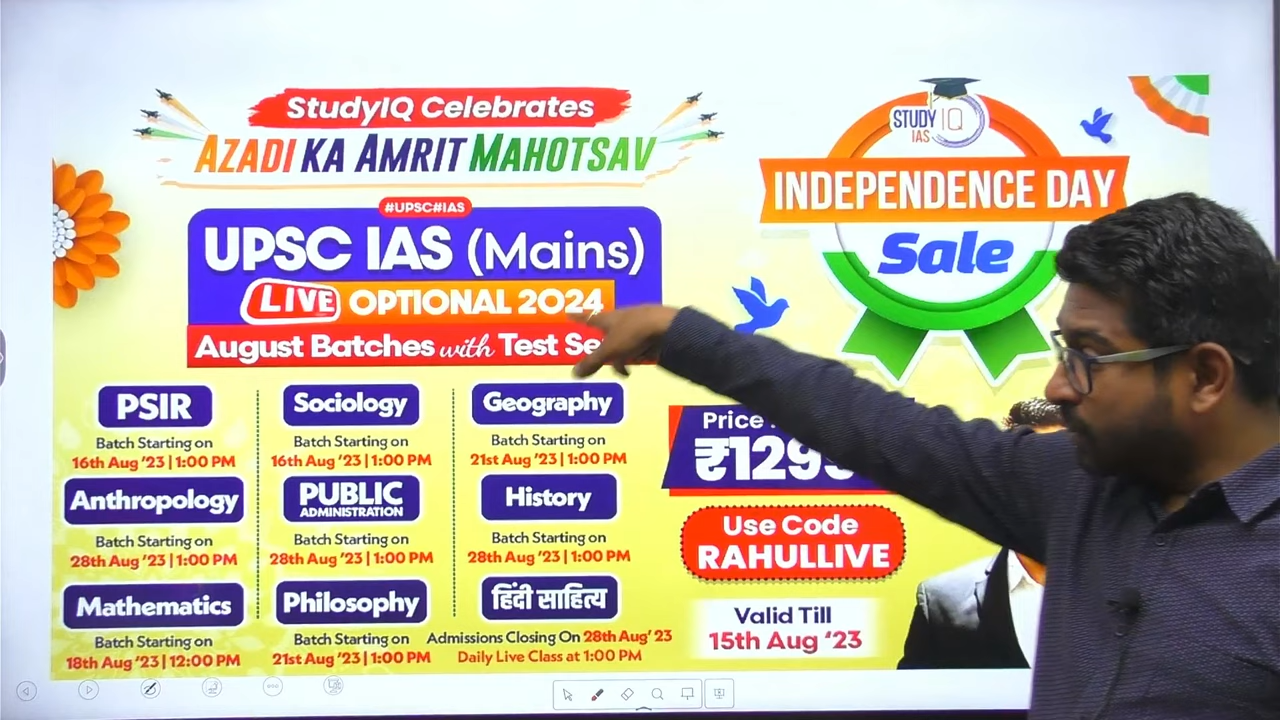 StudyIQ Celebrates
AZADI KA AMRIT MAHOTSAV
#UPSC#IAS
UPSC IAS (Mains)
LIVE OPTIONAL 2024
August Batches with Test
PSIR
Batch Starting on
16th Aug '23 | 1:00 PM
Sociology
Batch Starting on
16th Aug '23 | 1:00 PM
Geography
Batch Starting on
21st Aug '23 | 1:00 PM
Anthropology
Batch Starting on
28th Aug '23 | 1:00 PM
PUBLIC
ADMINISTRATION
Batch Starting on
28th Aug '23 | 1:00 PM
History
Batch Starting on
28th Aug '23 | 1:00 PM
Mathematics
Batch Starting on
18th Aug '23 | 12:00 PM
Philosophy
Batch Starting on
21st Aug '23 | 1:00 PM
हिंदी साहित्य
Admissions Closing On 28th Aug' 23
Daily Live Class at 1:00 PM
STUDY IQ
IAS
INDEPENDENCE DAY
Sale
Price
Use Code
RAHULLIVE
Valid Till
15th Aug '23